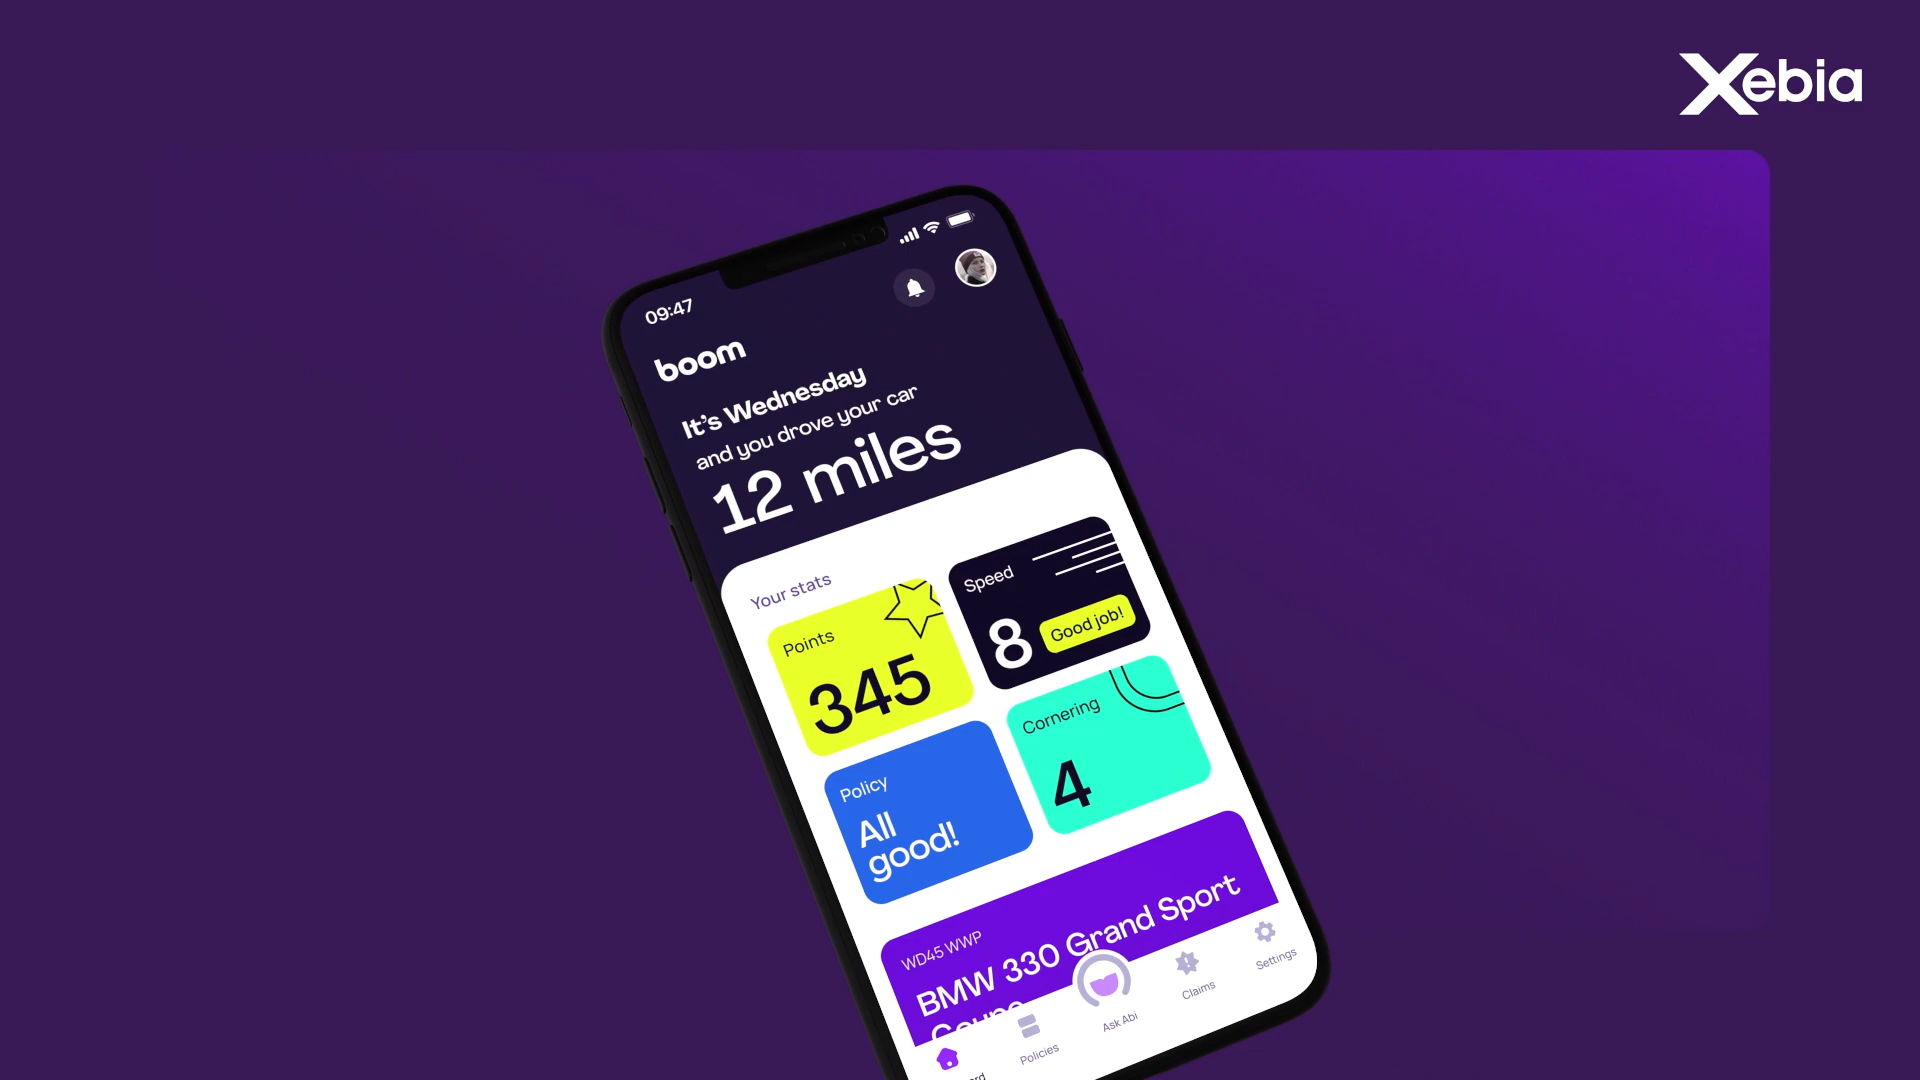 Xebia
09:47
boom
It's Wednesday
and you drove your car
12 miles
Your stats
Points
345
Speed
8
Good job!
Policy
All
good!
Cornering
4
WD45 WWP
BMW 330 Grand Sport
Policies
Ask Abi
Claims
Settings